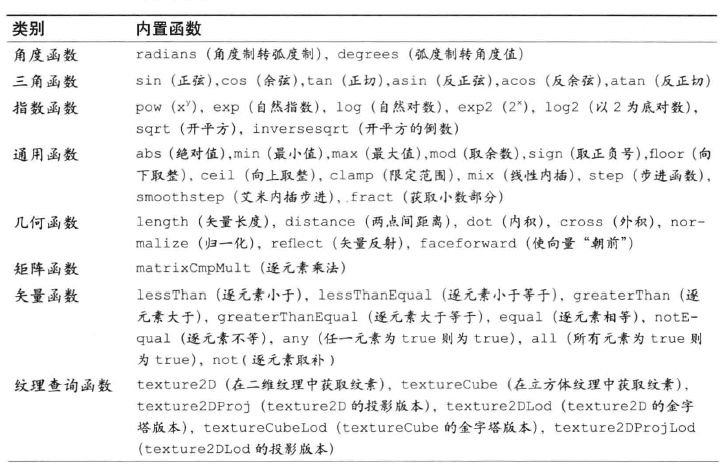 类别 内置函数
角度函数 radians (角度制转弧度制), degrees (弧度制转角度值)
三角函数 sin (正弦),cos (余弦),tan (正切),asin (反正弦),acos (反余弦),atan (反正切)
指数函数 pow (xʸ), exp (自然指数), log (自然对数), exp2 (2ˣ), log2 (以 2 为底对数),
sqrt (开平方), inversesqrt (开平方的倒数)
通用函数 abs (绝对值),min (最小值),max (最大值),mod (取余数),sign (取正负号),floor (向
下取整), ceil (向上取整), clamp (限定范围), mix (线性内插), step (步进函数),
smoothstep (艾米内插步进), fract (获取小数部分)
几何函数 length (矢量长度), distance (两点间距离), dot (内积), cross (外积), nor-
malize (归一化), reflect (矢量反射), faceforward (使向量“朝前”)
矩阵函数 matrixCmpMult (逐元素乘法)
矢量函数 lessThan (逐元素小于), lessThanEqual (逐元素小于等于), greaterThan (逐
元素大于), greaterThanEqual (逐元素大于等于), equal (逐元素相等), notE-
qual (逐元素不等), any (任一元素为 true 则为 true), all (所有元素为 true 则
为 true), not(逐元素取补)
纹理查询函数 texture2D (在二维纹理中获取纹素), textureCube (在立方体纹理中获取纹素),
texture2DProj (texture2D 的投影版本), texture2DLod (texture2D 的金字
塔版本), textureCubeLod (textureCube 的金字塔版本), texture2DProjLod
(texture2DLod 的投影版本)